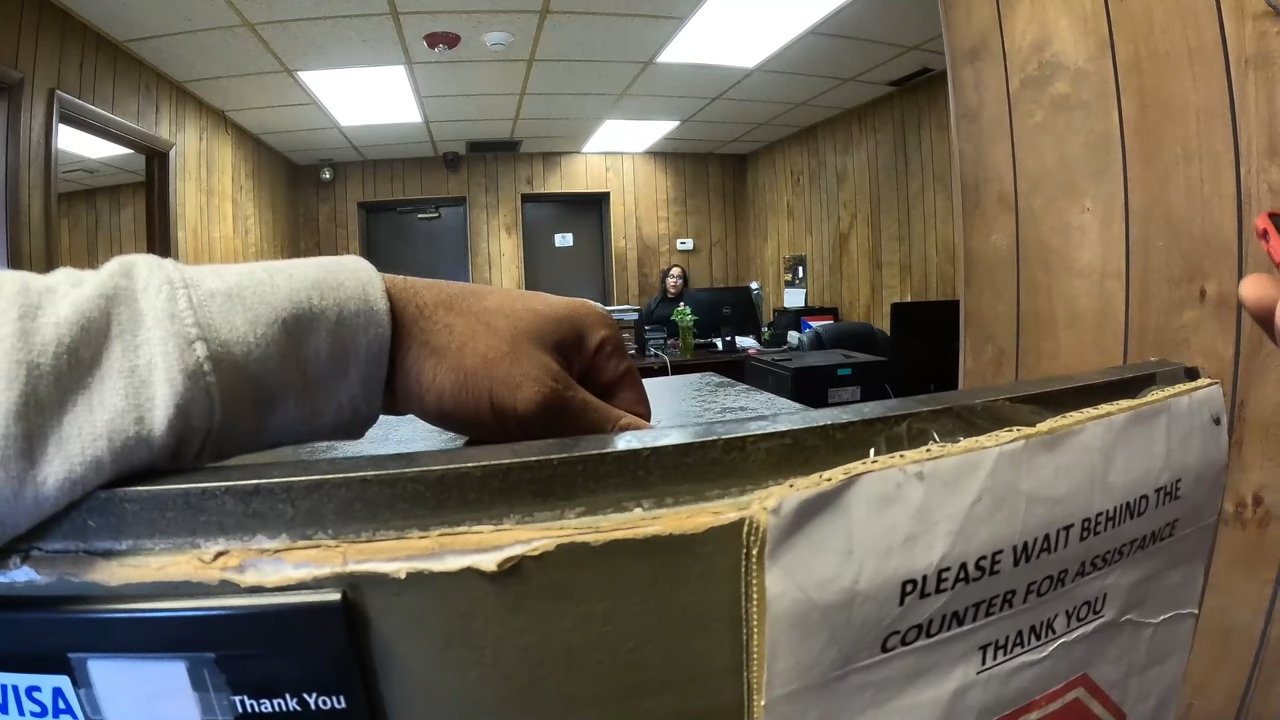 PLEASE WAIT BEHIND THE
COUNTER FOR ASSISTANCE
THANK YOU
VISA
Thank You